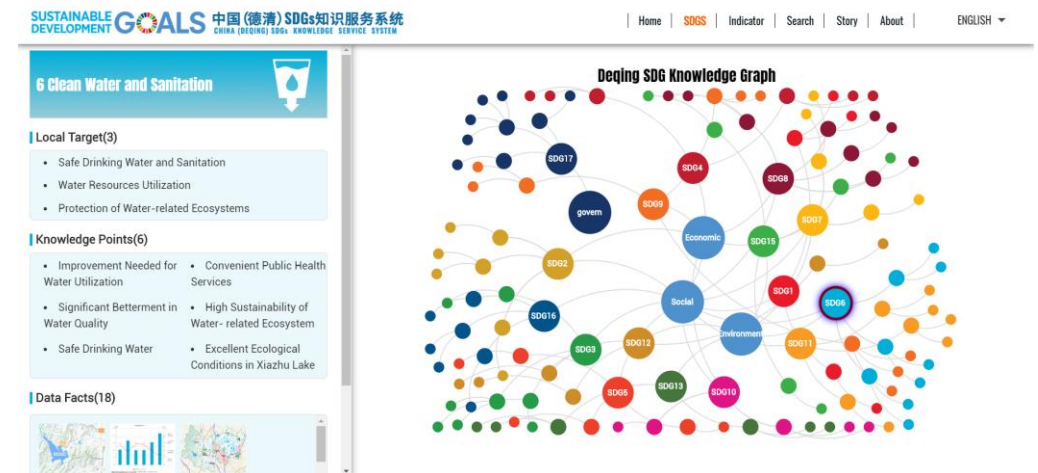 SUSTAINABLE DEVELOPMENT GOALS
中国(德清)SDGs知识服务系统
CHINA (DEQING) SDGs KNOWLEDGE SERVICE SYSTEM
Home | SDGS | Indicator | Search | Story | About |
ENGLISH
6 Clean Water and Sanitation
Local Target(3)
• Safe Drinking Water and Sanitation
• Water Resources Utilization
• Protection of Water-related Ecosystems
Knowledge Points(6)
• Improvement Needed for Water Utilization
• Convenient Public Health Services
• Significant Betterment in Water Quality
• High Sustainability of Water- related Ecosystem
• Safe Drinking Water
• Excellent Ecological Conditions in Xiazhu Lake
Data Facts(18)
Deqing SDG Knowledge Graph
SDG17
SDG4
SDG8
govern
SDG9
SDG7
Economic
SDG15
SDG2
SDG1
Social
SDG6
SDG16
Environment
SDG3
SDG12
SDG11
SDG5
SDG13
SDG10